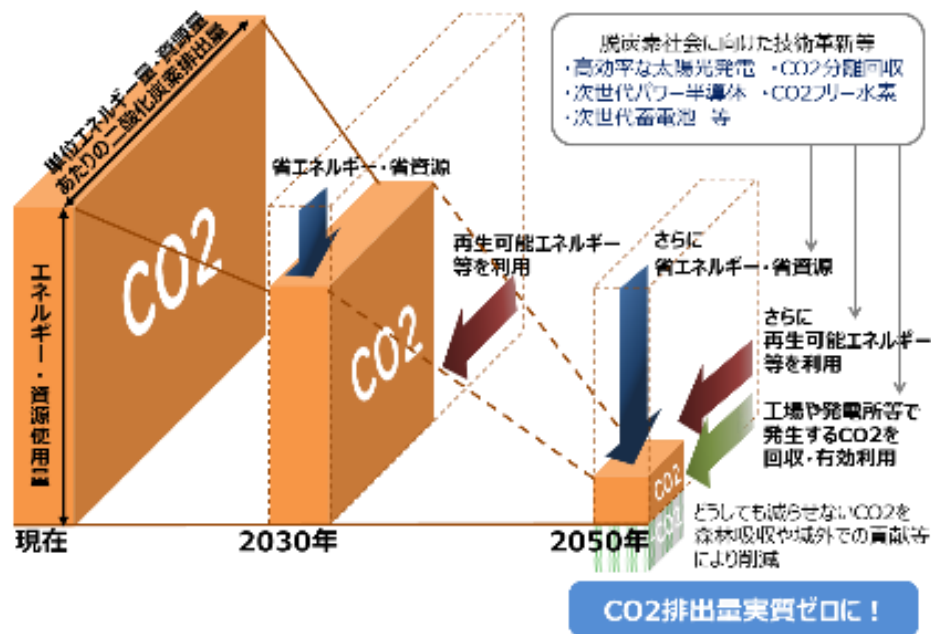 脱炭素社会に向けた技術革新等
・高効率な太陽光発電 ・CO2分離回収
・次世代パワー半導体 ・CO2フリー水素
・次世代蓄電池 等
単位エネルギー量・資源量
あたりの二酸化炭素排出量
エネルギー・資源使用量
CO2
省エネルギー・省資源
CO2
再生可能エネルギー
等を利用
さらに
省エネルギー・省資源
さらに
再生可能エネルギー
等を利用
工場や発電所等で
発生するCO2を
回収・有効利用
CO2
CO2
どうしても減らせないCO2を
森林吸収や域外での貢献等
により削減
現在
2030年
2050年
CO2排出量実質ゼロに！